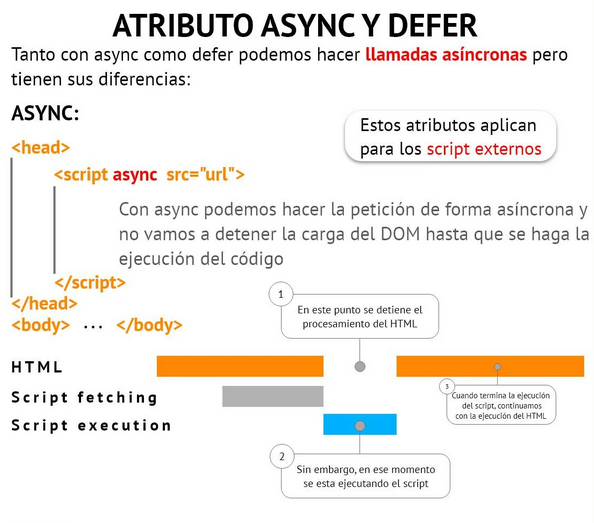 ATRIBUTO ASYNC Y DEFER
Tanto con async como defer podemos hacer llamadas asíncronas pero
tienen sus diferencias:
ASYNC:
Estos atributos aplican
para los script externos
<head>
<script async src="url">
Con async podemos hacer la petición de forma asíncrona y
no vamos a detener la carga del DOM hasta que se haga la
ejecución del código
</script>
</head>
<body> ... </body>
1
En este punto se detiene el
procesamiento del HTML
HTML
Script fetching
Script execution
3
Cuando termina la ejecución
del script, continuamos
con la ejecución del HTML
2
Sin embargo, en ese momento
se esta ejecutando el script